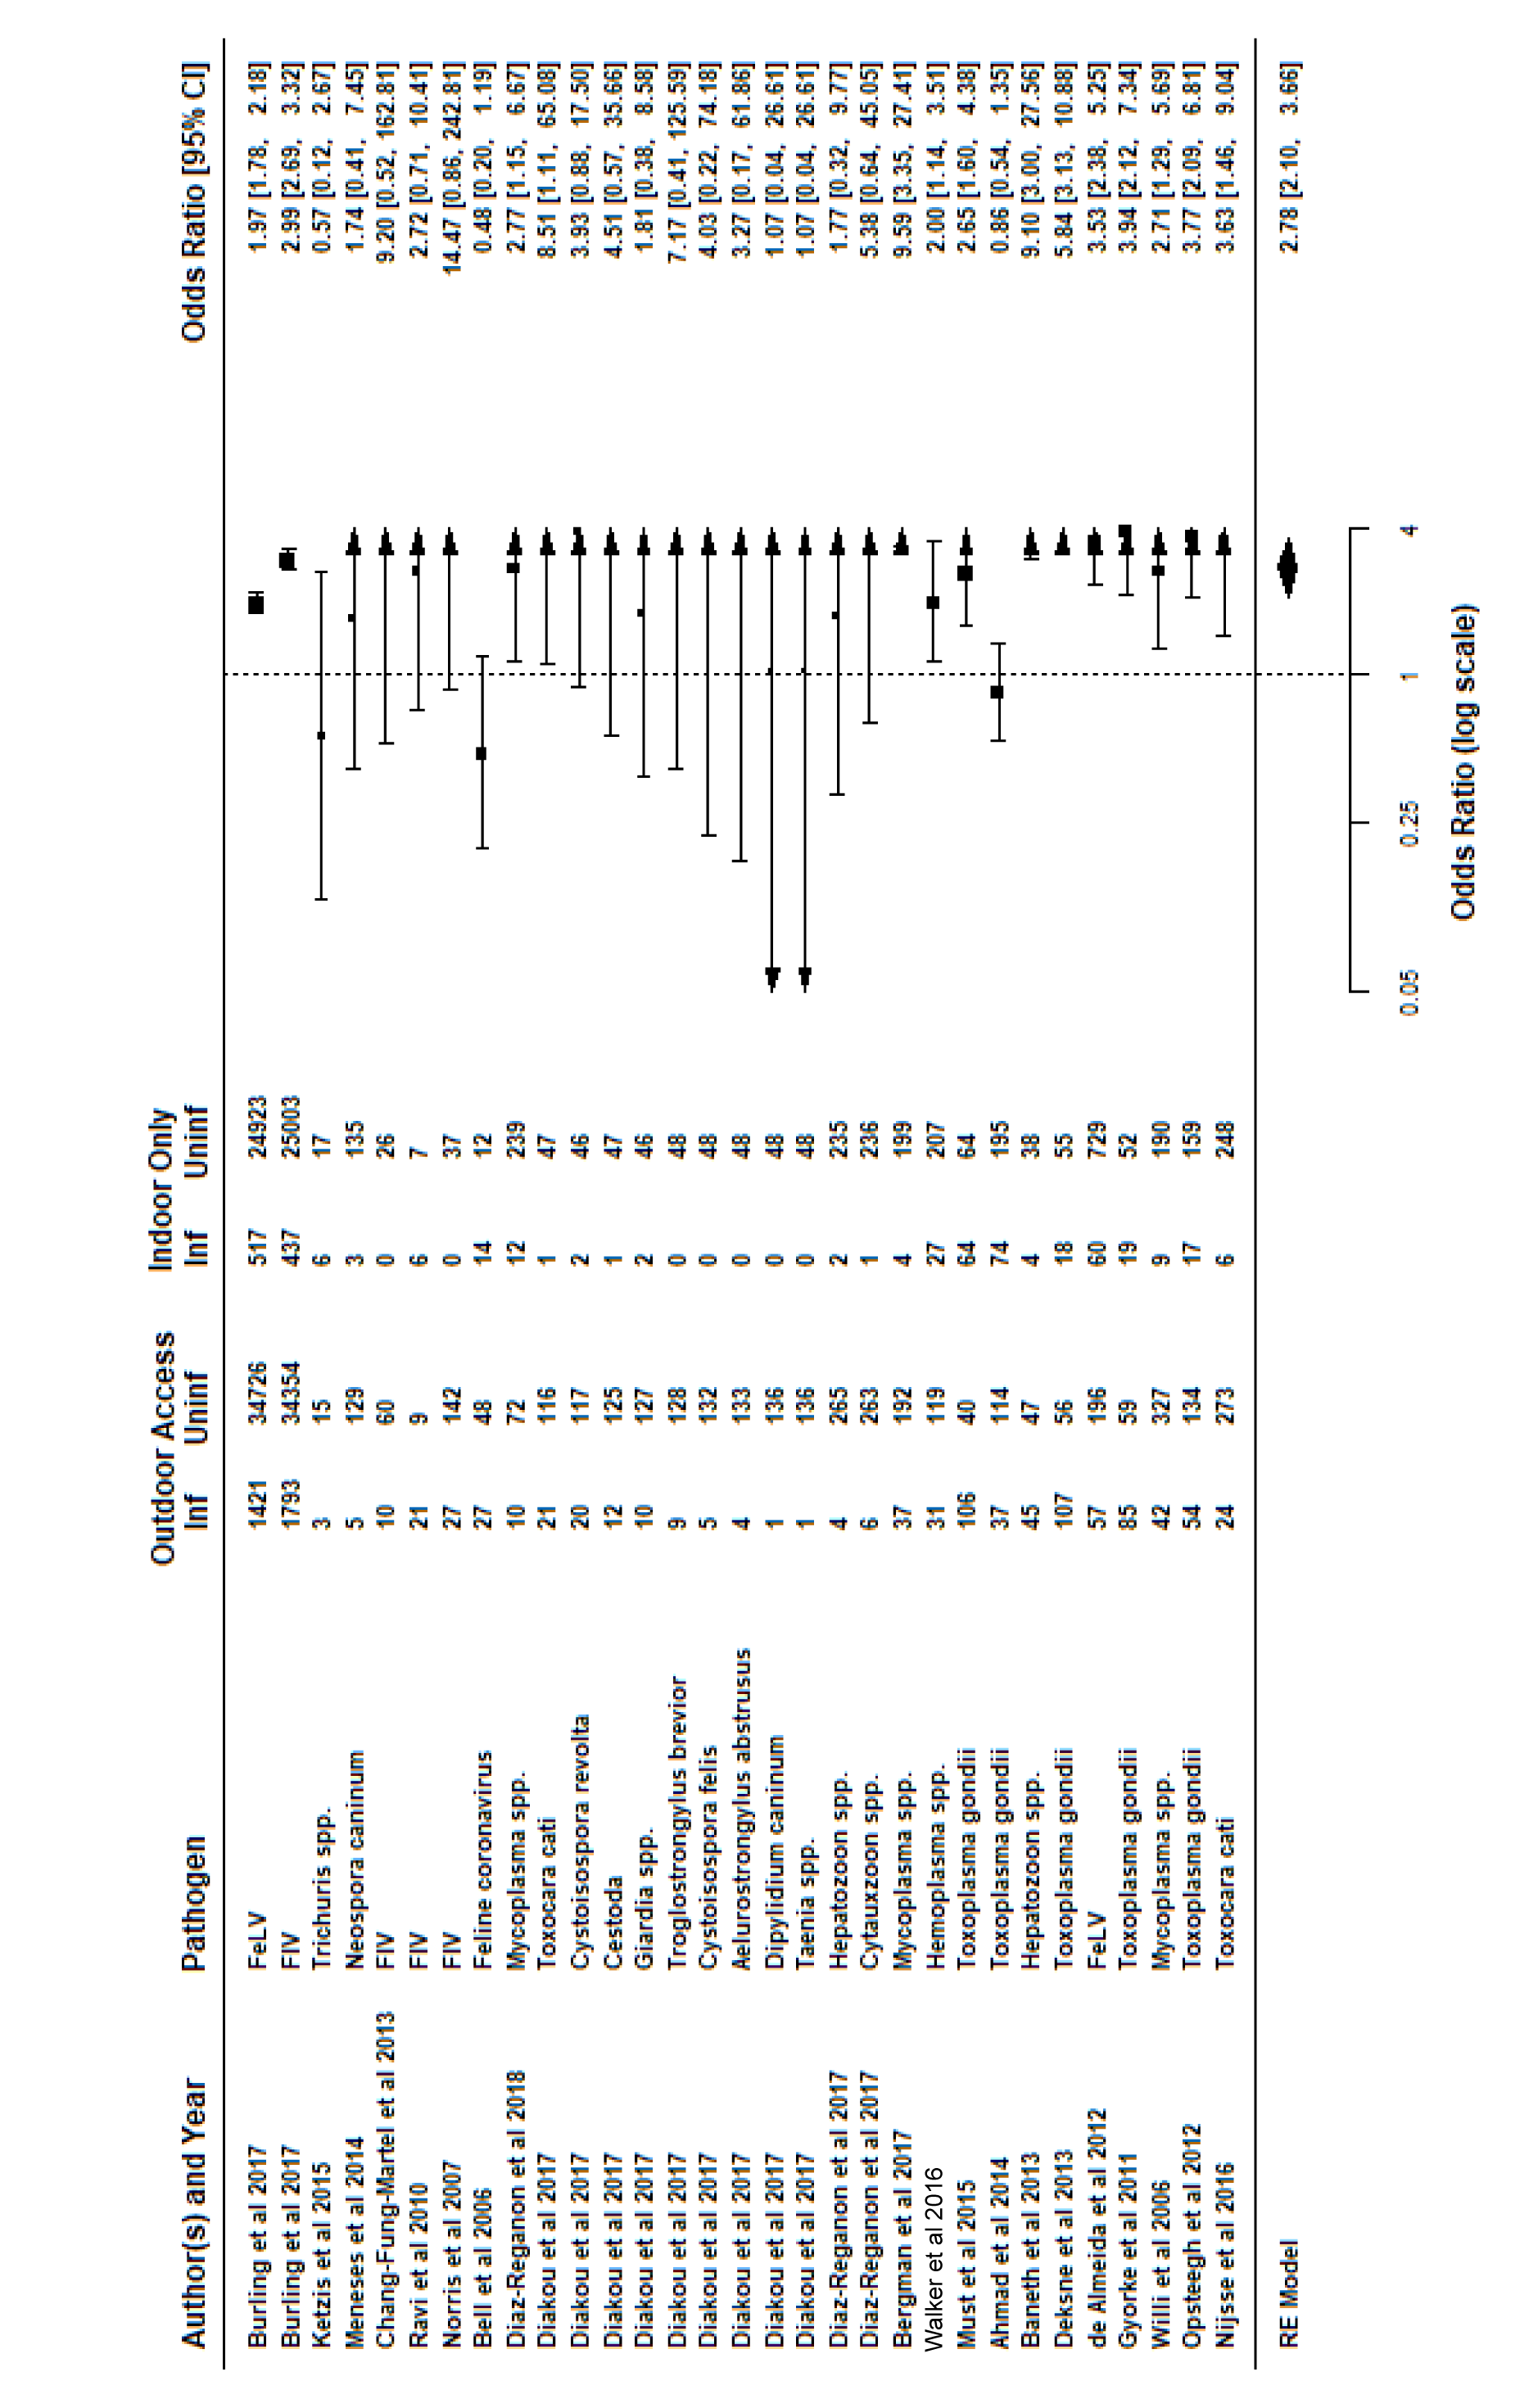 Outdoor Access Indoor Only
Author(s) and Year Pathogen Inf Uninf Inf Uninf Odds Ratio [95% CI]
Burling et al 2017 FeLV 1421 34726 517 24923 1.97 [1.78, 2.18]
Burling et al 2017 FIV 1793 34354 437 25003 2.99 [2.69, 3.32]
Ketzis et al 2015 Trichuris spp. 3 15 6 17 0.57 [0.12, 2.67]
Meneses et al 2014 Neospora caninum 5 129 3 135 1.74 [0.41, 7.45]
Chang-Fung-Martel et al 2013 FIV 10 60 0 26 9.20 [0.52, 162.81]
Ravi et al 2010 FIV 21 9 6 7 2.72 [0.71, 10.41]
Norris et al 2007 FIV 27 142 0 37 14.47 [0.86, 242.81]
Bell et al 2006 Feline coronavirus 27 48 14 12 0.48 [0.20, 1.19]
Diaz-Reganon et al 2018 Mycoplasma spp. 10 72 12 239 2.77 [1.15, 6.67]
Diakou et al 2017 Toxocara cati 21 116 1 47 8.51 [1.11, 65.08]
Diakou et al 2017 Cystoisospora revolta 20 117 2 46 3.93 [0.88, 17.50]
Diakou et al 2017 Cestoda 12 125 1 47 4.51 [0.57, 35.66]
Diakou et al 2017 Giardia spp. 10 127 2 46 1.81 [0.38, 8.58]
Diakou et al 2017 Troglostrongylus brevior 9 128 0 48 7.17 [0.41, 125.59]
Diakou et al 2017 Cystoisospora felis 5 132 0 48 4.03 [0.22, 74.18]
Diakou et al 2017 Aelurostrongylus abstrusus 4 133 0 48 3.27 [0.17, 61.86]
Diakou et al 2017 Dipylidium caninum 1 136 0 48 1.07 [0.04, 26.61]
Diakou et al 2017 Taenia spp. 1 136 0 48 1.07 [0.04, 26.61]
Diaz-Reganon et al 2017 Hepatozoon spp. 4 265 2 235 1.77 [0.32, 9.77]
Diaz-Reganon et al 2017 Cytauxzoon spp. 6 263 1 236 5.38 [0.64, 45.05]
Bergman et al 2017 Mycoplasma spp. 37 192 4 199 9.59 [3.35, 27.41]
Walker et al 2016 Hemoplasma spp. 31 119 27 207 2.00 [1.14, 3.51]
Must et al 2015 Toxoplasma gondii 106 40 64 64 2.65 [1.60, 4.38]
Ahmad et al 2014 Toxoplasma gondii 37 114 74 195 0.86 [0.54, 1.35]
Baneth et al 2013 Hepatozoon spp. 45 47 4 38 9.10 [3.00, 27.56]
Deksne et al 2013 Toxoplasma gondii 107 56 18 55 5.84 [3.13, 10.88]
de Almeida et al 2012 FeLV 57 196 60 729 3.53 [2.38, 5.25]
Gyorke et al 2011 Toxoplasma gondii 85 59 19 52 3.94 [2.12, 7.34]
Willi et al 2006 Mycoplasma spp. 42 327 9 190 2.71 [1.29, 5.69]
Opsteegh et al 2012 Toxoplasma gondii 54 134 17 159 3.77 [2.09, 6.81]
Nijsse et al 2016 Toxocara cati 24 273 6 248 3.63 [1.46, 9.04]
RE Model 2.78 [2.10, 3.66]
0.05 0.25 1 4
Odds Ratio (log scale)